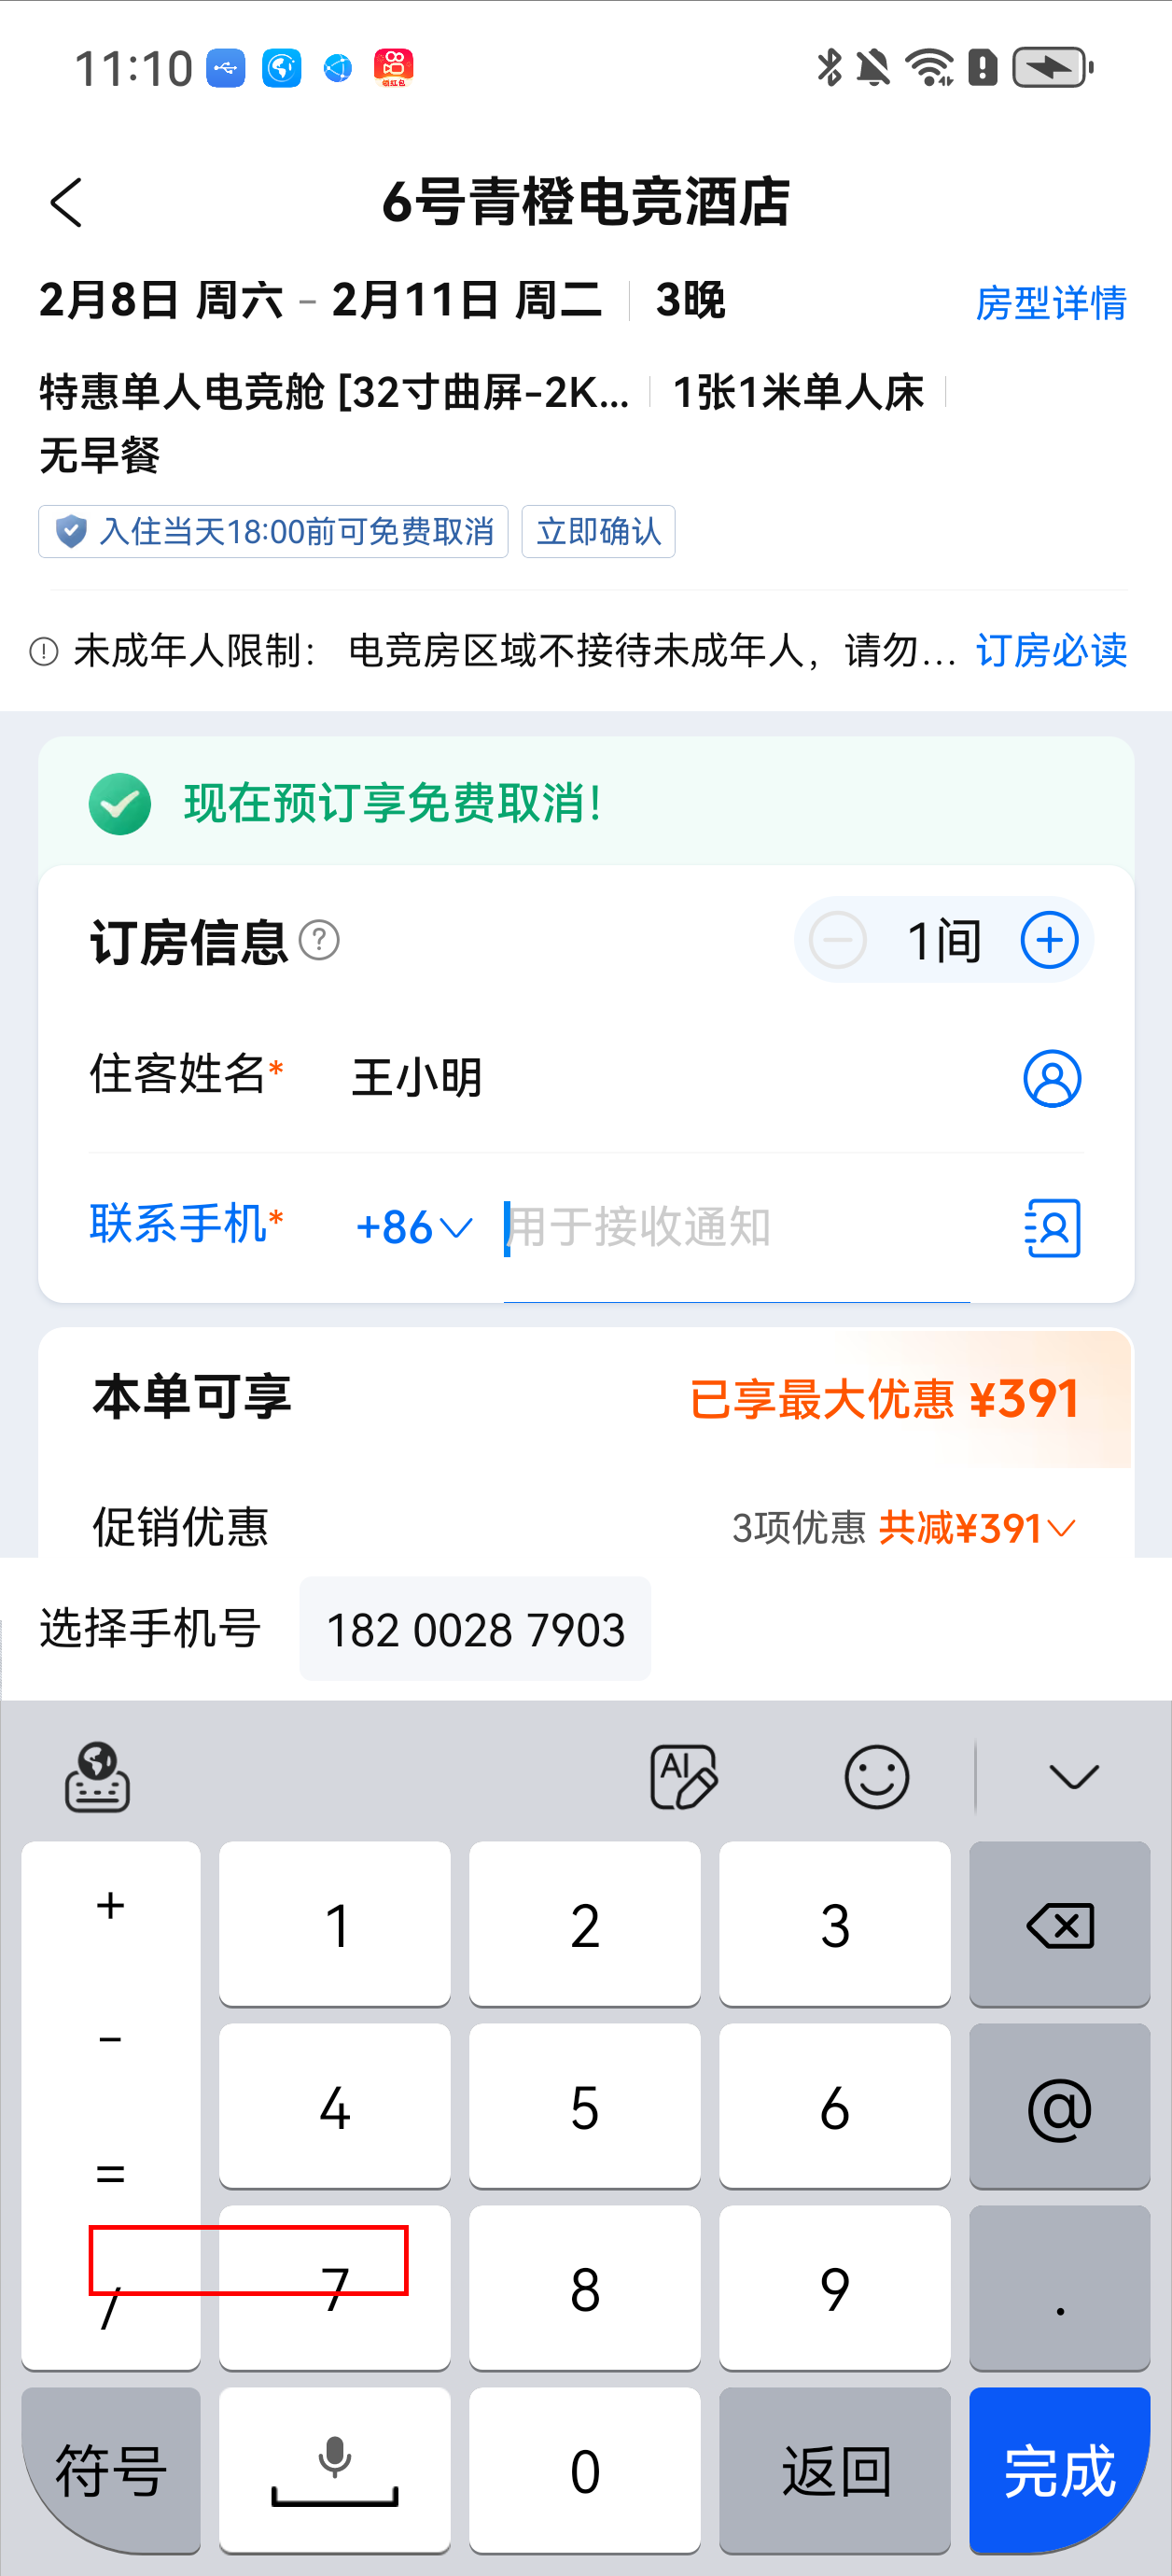 11:10
领红包
6号青橙电竞酒店
2月8日 周六 - 2月11日 周二 3晚 房型详情
特惠单人电竞舱 [32寸曲屏-2K... 1张1米单人床
无早餐
入住当天18:00前可免费取消 立即确认
未成年人限制： 电竞房区域不接待未成年人，请勿... 订房必读
现在预订享免费取消！
订房信息 ? 1间
住客姓名* 王小明
联系手机* +86 用于接收通知
本单可享 已享最大优惠 ¥391
促销优惠 3项优惠 共减¥391
选择手机号 182 0028 7903
AI
+ 1 2 3
- 4 5 6 @
=
/ 7 8 9 .
符号 0 返回 完成